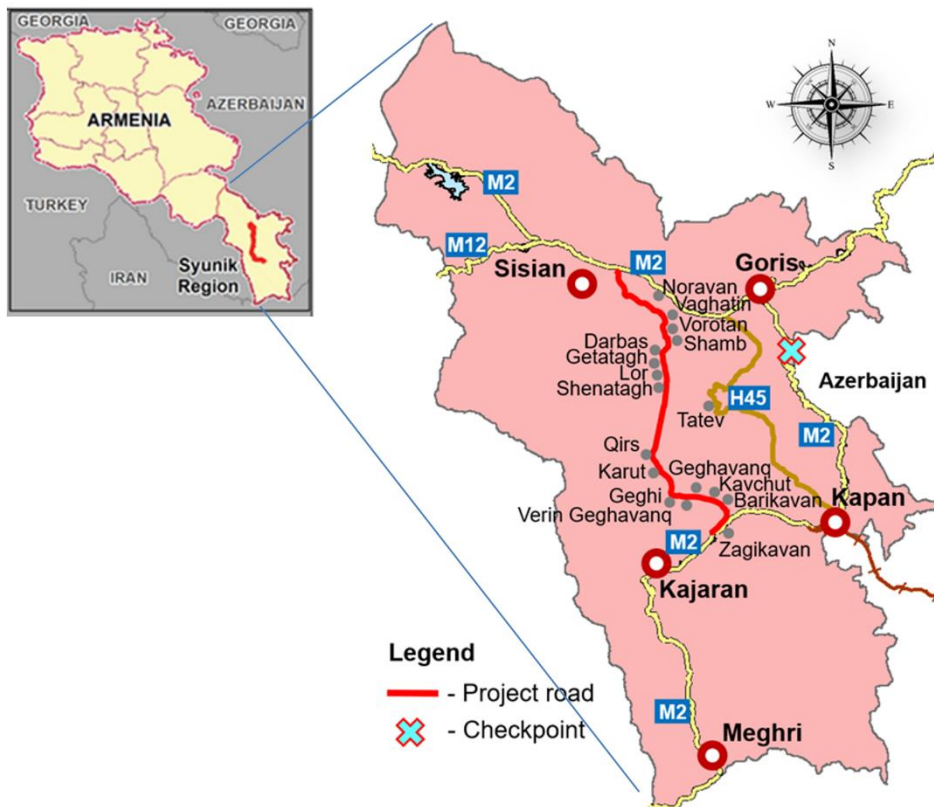 GEORGIA
GEORGIA
AZERBAIJAN
ARMENIA
TURKEY
IRAN
Syunik
Region
N
W
E
S
M2
M12
Sisian
M2
Goris
Noravan
Vaghatin
Vorotan
Shamb
Darbas
Getatagh
Lor
Shenatagh
Azerbaijan
H45
Tatev
M2
Qirs
Karut
Geghavanq
Kavchut
Barikavan
Geghi
Verin Geghavanq
Kapan
M2
Zagikavan
Kajaran
Legend
- Project road
- Checkpoint
M2
Meghri